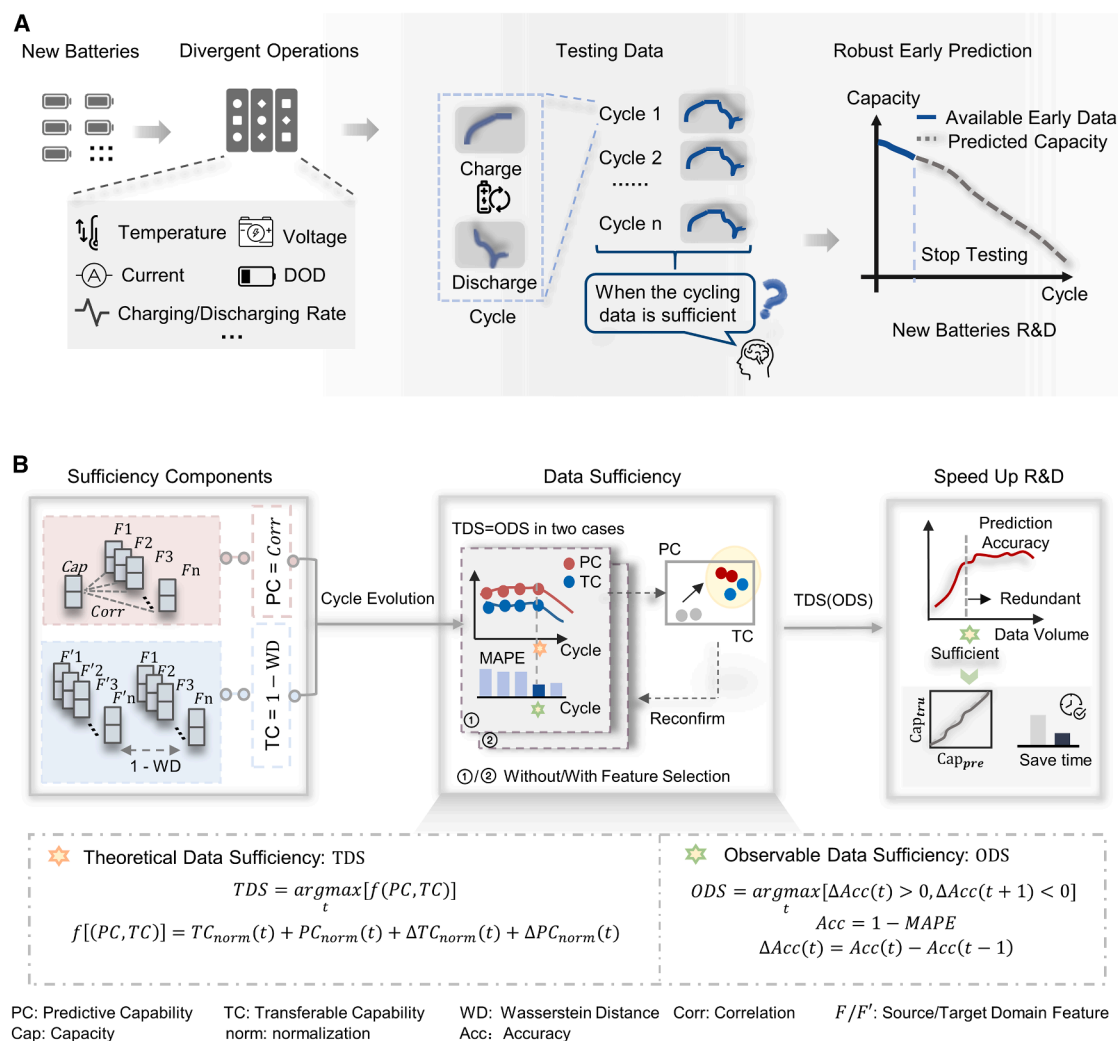 A
New Batteries
Divergent Operations
Testing Data
Robust Early Prediction
Temperature
Voltage
Current
DOD
Charging/Discharging Rate
...
Charge
Discharge
Cycle
Cycle 1
Cycle 2
......
Cycle n
When the cycling
data is sufficient
?
Capacity
Available Early Data
Predicted Capacity
Stop Testing
Cycle
New Batteries R&D
B
Sufficiency Components
Data Sufficiency
Speed Up R&D
Cap
F1
F2
F3
Fn
Corr
PC = Corr
F'1
F'2
F'3
F'n
F1
F2
F3
Fn
1 - WD
TC = 1 − WD
Cycle Evolution
TDS=ODS in two cases
PC
TC
Cycle
MAPE
Cycle
①
②
PC
TC
Reconfirm
①/② Without/With Feature Selection
TDS(ODS)
Prediction
Accuracy
Redundant
Data Volume
Sufficient
Cap_tru
Cap_pre
Save time
Theoretical Data Sufficiency: TDS
TDS = argmax[f(PC, TC)]
t
f[(PC, TC)] = TC_norm(t) + PC_norm(t) + ΔTC_norm(t) + ΔPC_norm(t)
Observable Data Sufficiency: ODS
ODS = argmax[ΔAcc(t) > 0, ΔAcc(t + 1) < 0]
t
Acc = 1 − MAPE
ΔAcc(t) = Acc(t) − Acc(t − 1)
PC: Predictive Capability TC: Transferable Capability WD: Wasserstein Distance Corr: Correlation F/F': Source/Target Domain Feature
Cap: Capacity norm: normalization Acc: Accuracy